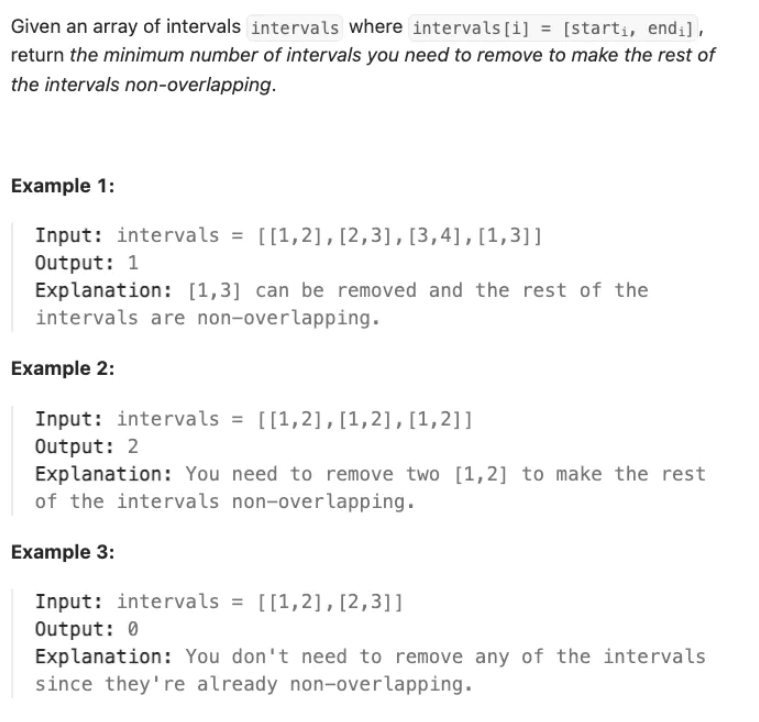 Given an array of intervals intervals where intervals[i] = [startᵢ, endᵢ],
return the minimum number of intervals you need to remove to make the rest of
the intervals non-overlapping.
Example 1:
Input: intervals = [[1,2],[2,3],[3,4],[1,3]]
Output: 1
Explanation: [1,3] can be removed and the rest of the
intervals are non-overlapping.
Example 2:
Input: intervals = [[1,2],[1,2],[1,2]]
Output: 2
Explanation: You need to remove two [1,2] to make the rest
of the intervals non-overlapping.
Example 3:
Input: intervals = [[1,2],[2,3]]
Output: 0
Explanation: You don't need to remove any of the intervals
since they're already non-overlapping.